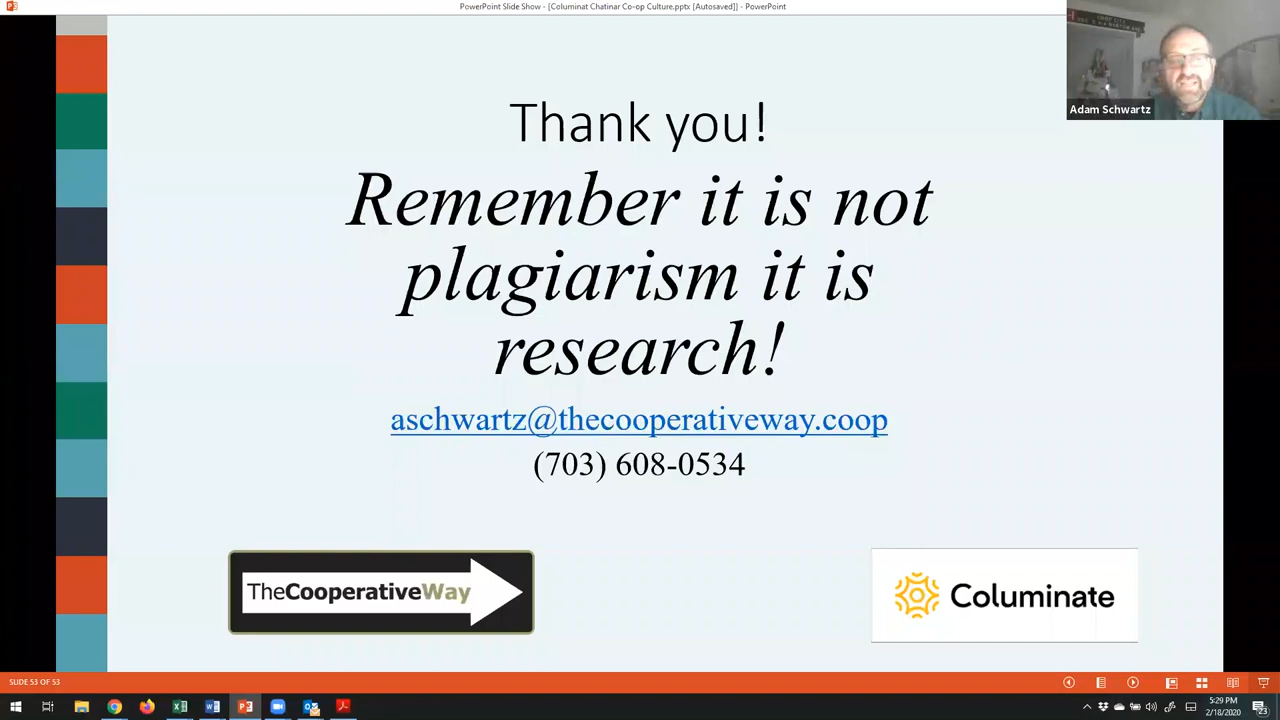 PowerPoint Slide Show - [Columinat Chatinar Co-op Culture.pptx [Autosaved]] - PowerPoint
Adam Schwartz
Thank you!
Remember it is not
plagiarism it is
research!
aschwartz@thecooperativeway.coop
(703) 608-0534
TheCooperativeWay
Columinate
SLIDE 53 OF 53
5:29 PM
2/18/2020
23